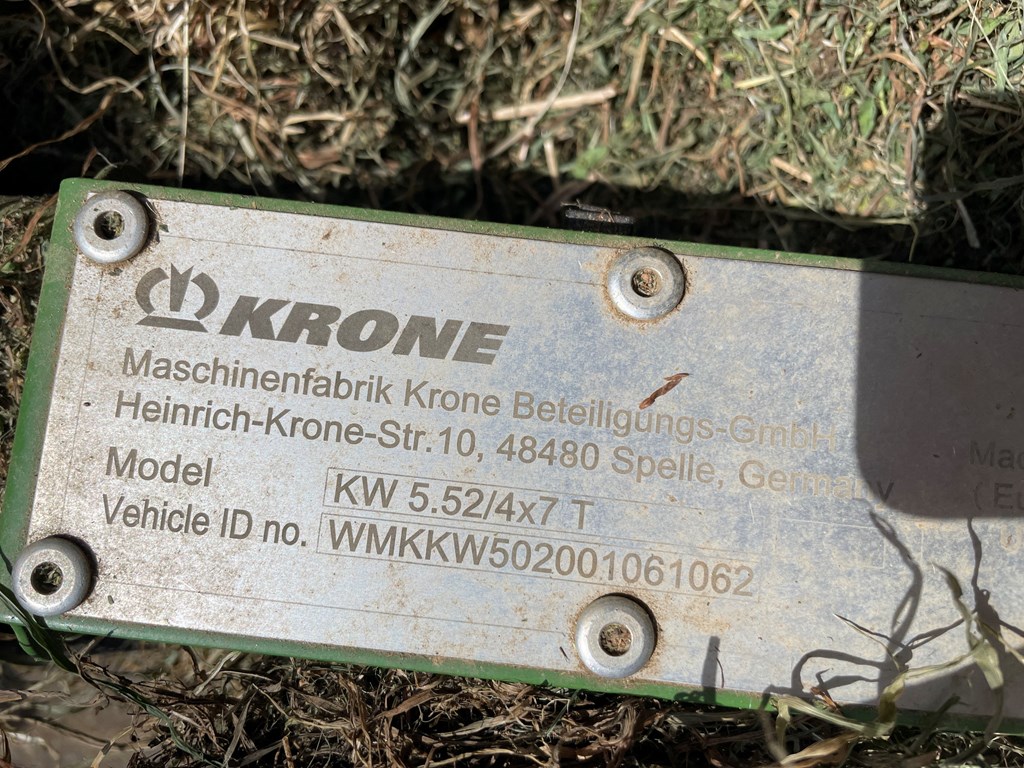 KRONE
Maschinenfabrik Krone Beteiligungs-GmbH
Heinrich-Krone-Str.10, 48480 Spelle, Germany
Model KW 5.52/4x7 T
Vehicle ID no. WMKKW502001061062